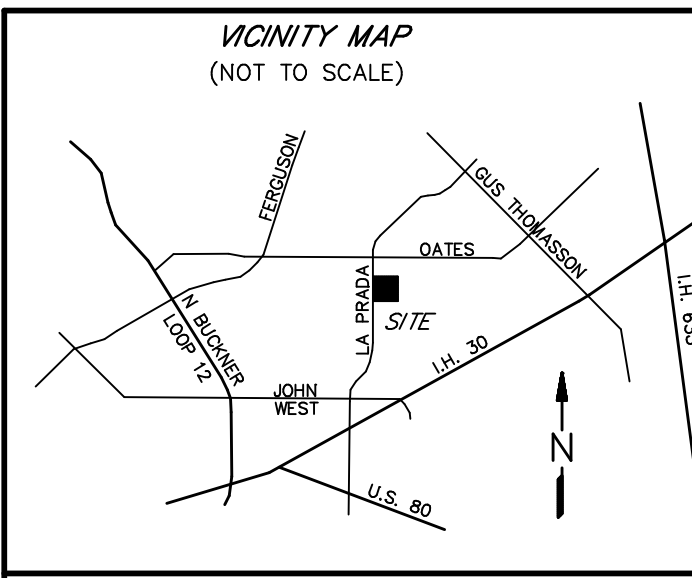 VICINITY MAP
(NOT TO SCALE)
FERGUSON
GUS THOMASSON
OATES
LA PRADA
SITE
N BUCKNER
LOOP 12
I.H. 30
JOHN
WEST
U.S. 80
N
I.H. 635